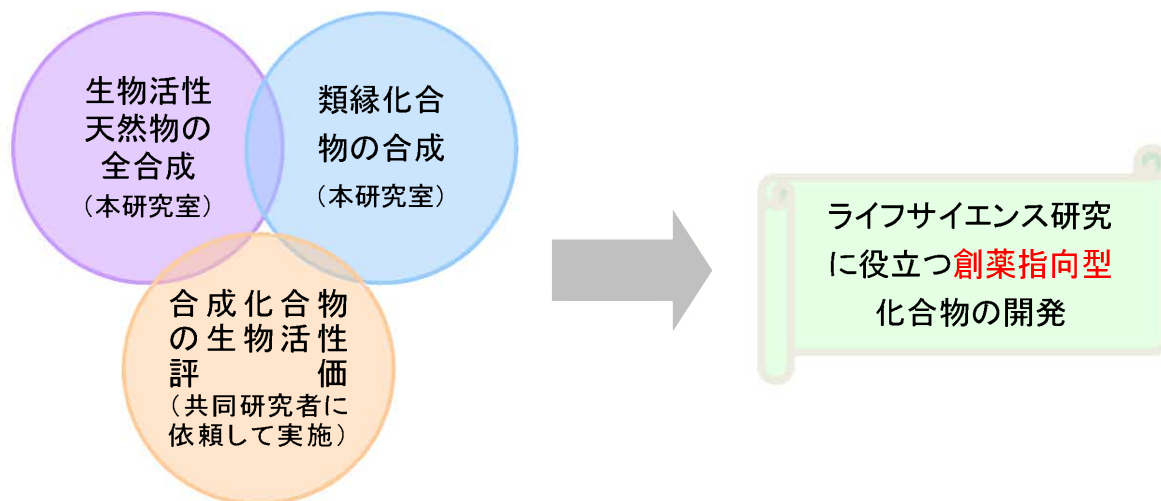 生物活性
天然物の
全合成
（本研究室）
類縁化合
物の合成
（本研究室）
合成化合物
の生物活性
評価
（共同研究者に
依頼して実施）
ライフサイエンス研究
に役立つ創薬指向型
化合物の開発